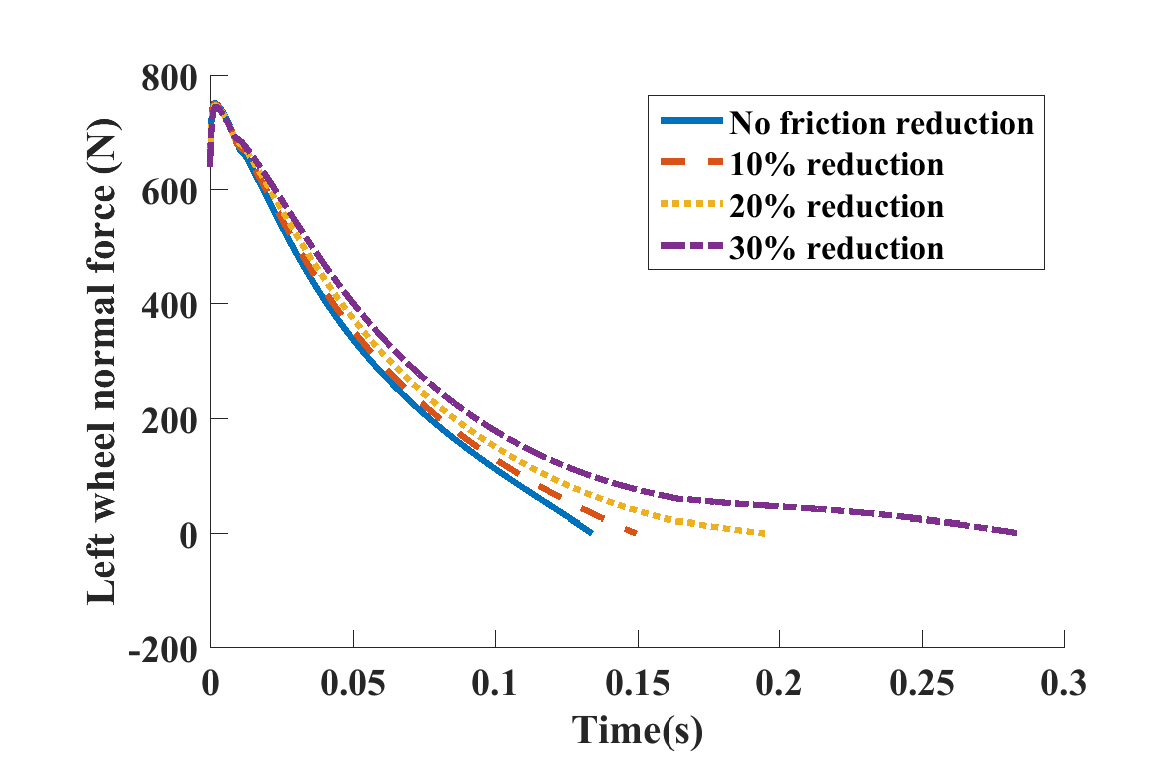 800
600
400
200
0
-200
Left wheel normal force (N)
No friction reduction
10% reduction
20% reduction
30% reduction
0 0.05 0.1 0.15 0.2 0.25 0.3
Time(s)